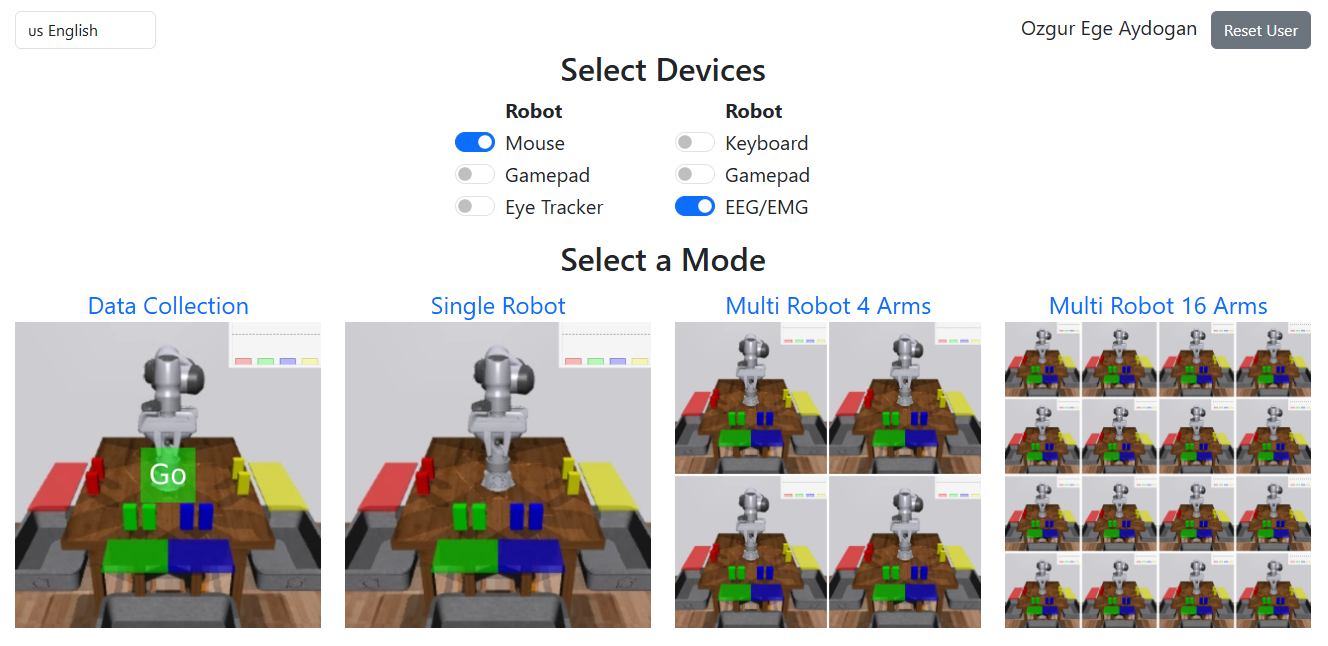 us English
Ozgur Ege Aydogan
Reset User
Select Devices
Robot
Robot
Mouse
Keyboard
Gamepad
Gamepad
Eye Tracker
EEG/EMG
Select a Mode
Data Collection
Single Robot
Multi Robot 4 Arms
Multi Robot 16 Arms
Go